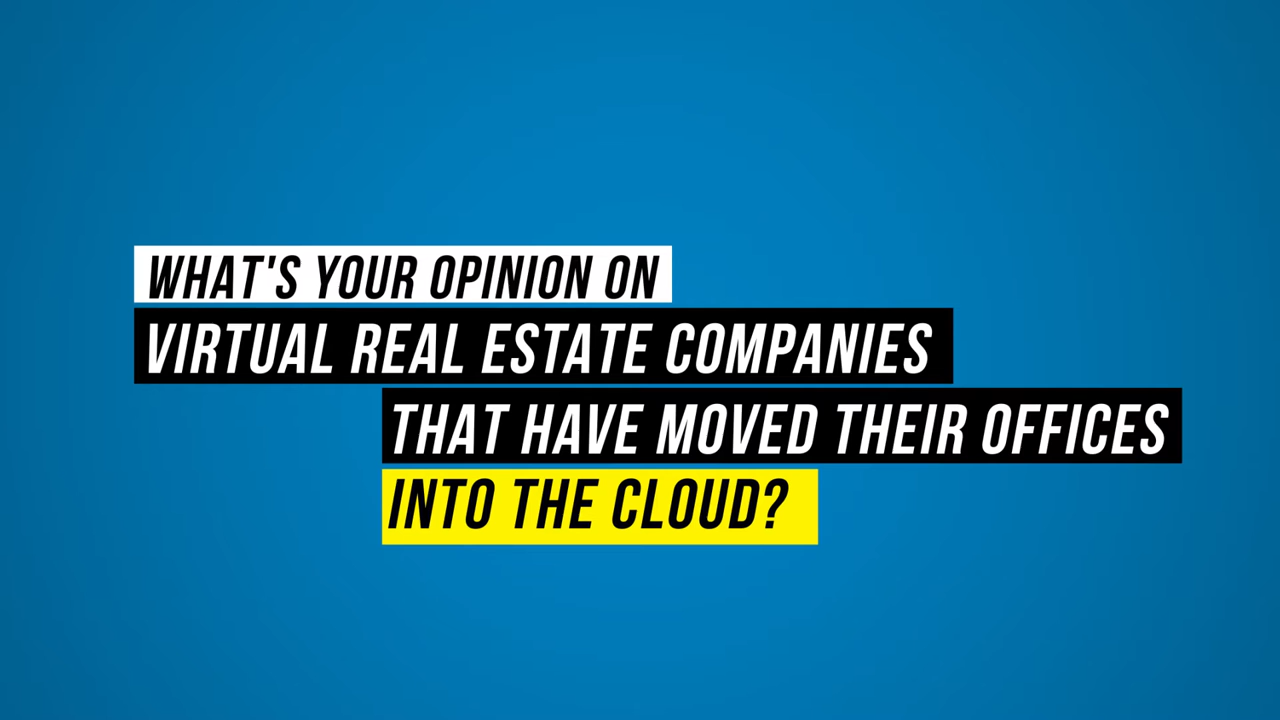 WHAT'S YOUR OPINION ON
VIRTUAL REAL ESTATE COMPANIES
THAT HAVE MOVED THEIR OFFICES
INTO THE CLOUD?